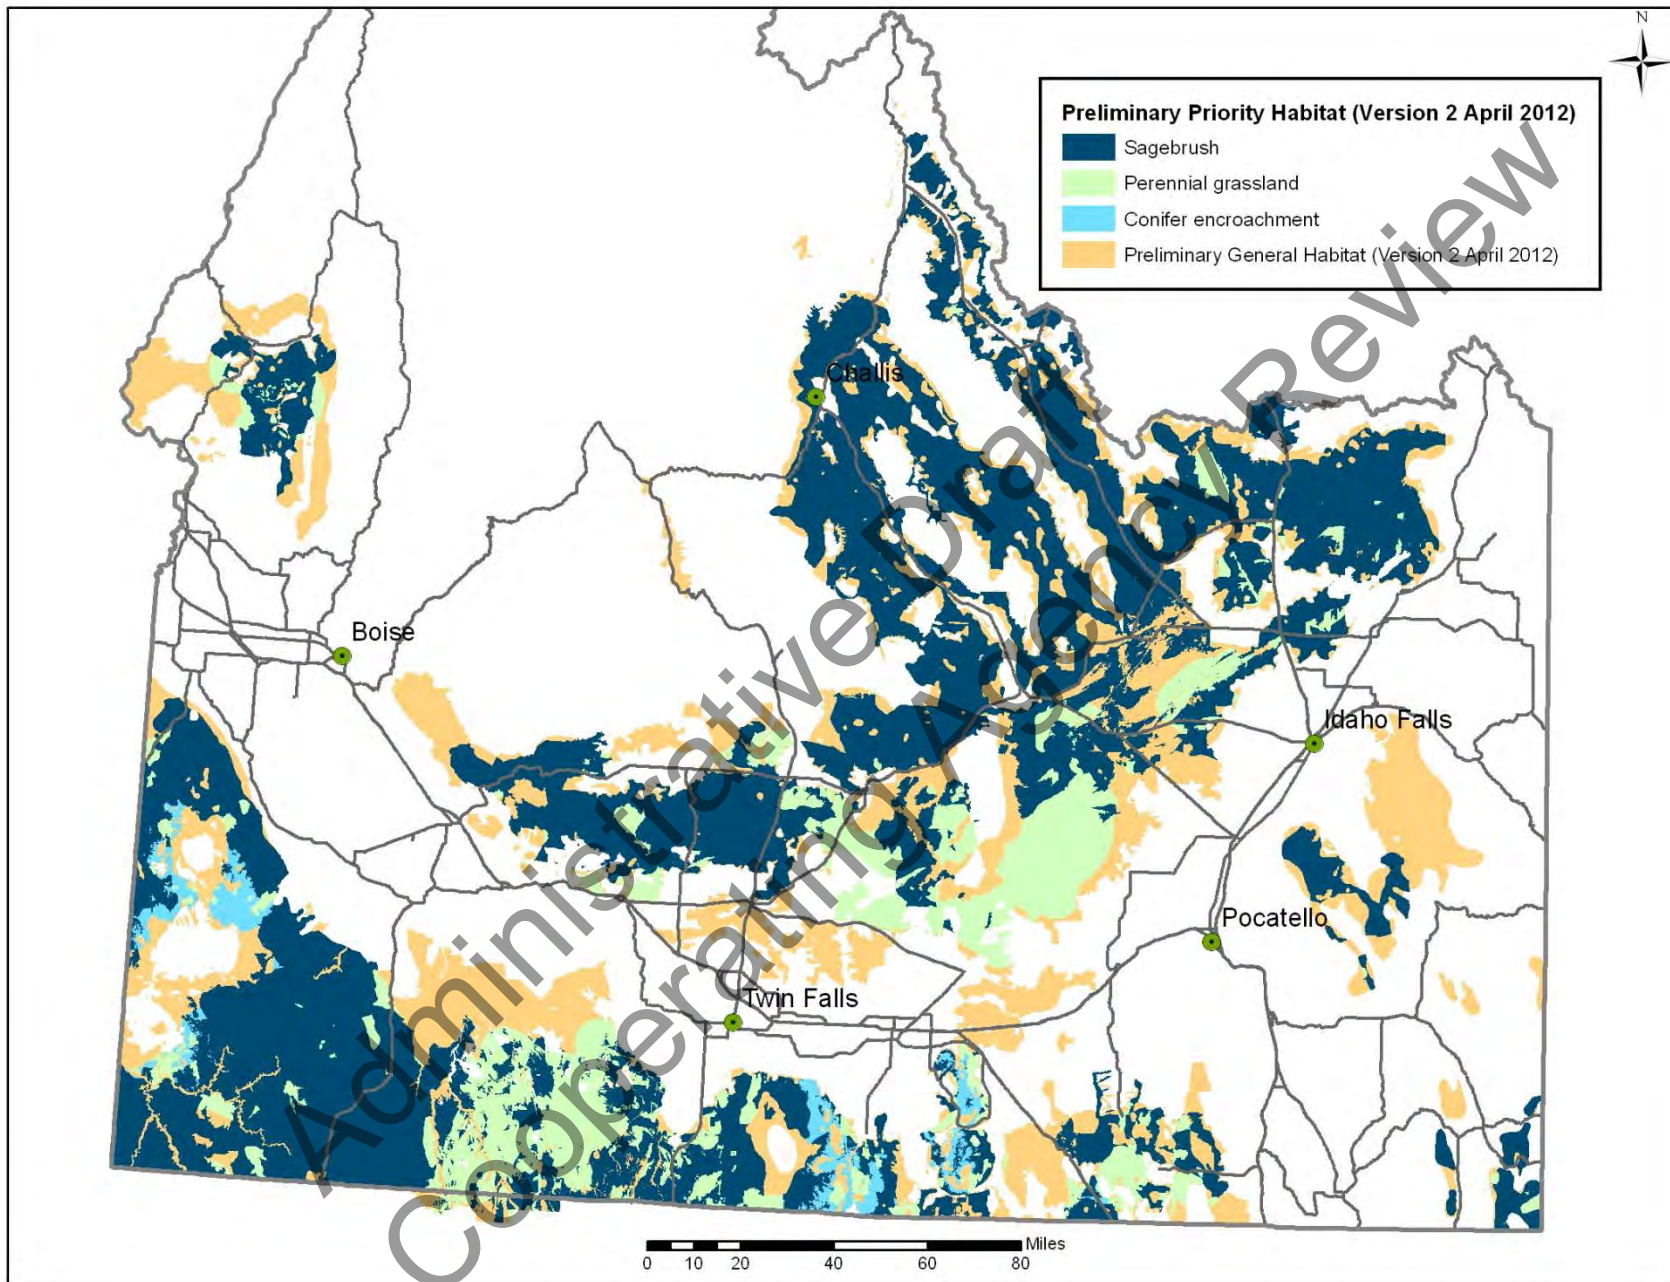 N
Preliminary Priority Habitat (Version 2 April 2012)
Sagebrush
Perennial grassland
Conifer encroachment
Preliminary General Habitat (Version 2 April 2012)
Challis
Boise
Idaho Falls
Pocatello
Twin Falls
Administrative Draft
Cooperating Agency Review
Miles
0 10 20 40 60 80